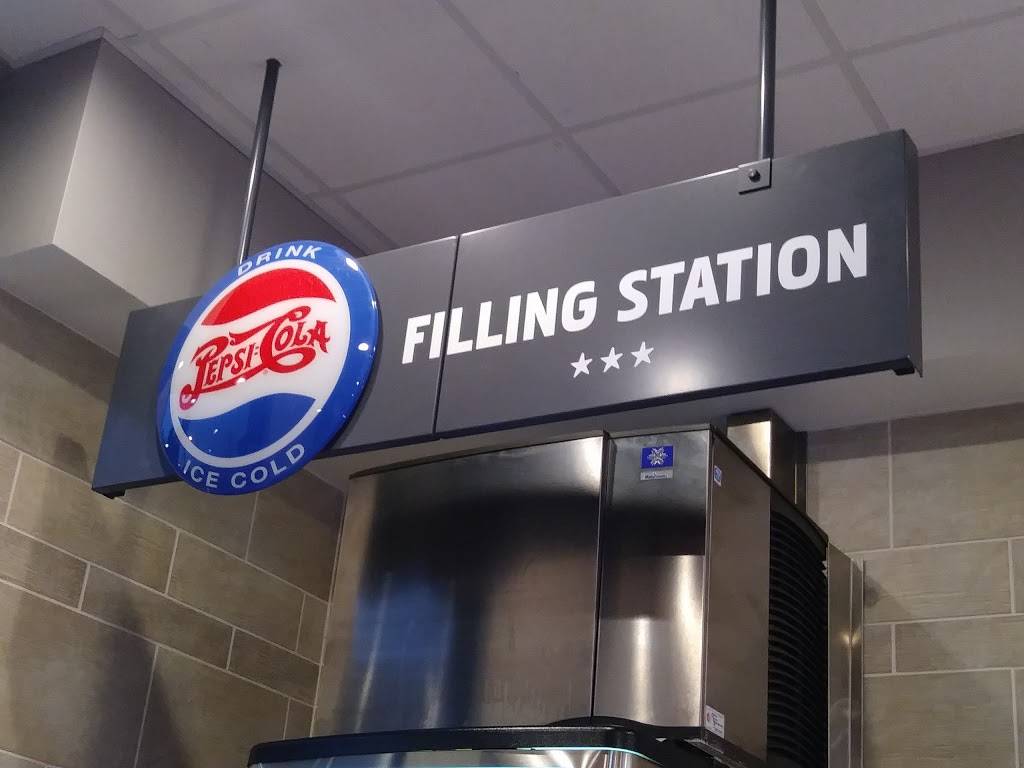 DRINK
PEPSI-COLA
ICE COLD
FILLING STATION